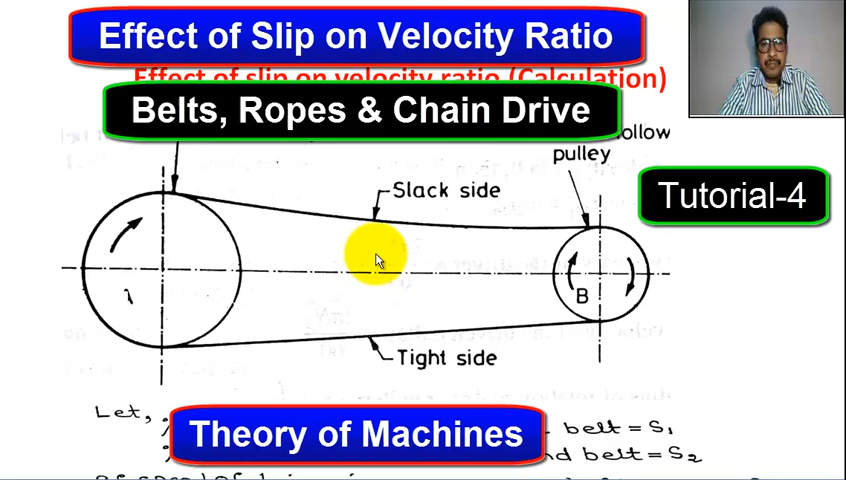 Effect of Slip on Velocity Ratio
Effect of slip on velocity ratio (Calculation)
Belts, Ropes & Chain Drive
ollow
pulley
Slack side
Tutorial-4
B
Tight side
Let,
belt = S₁
Theory of Machines
nd belt = S₂